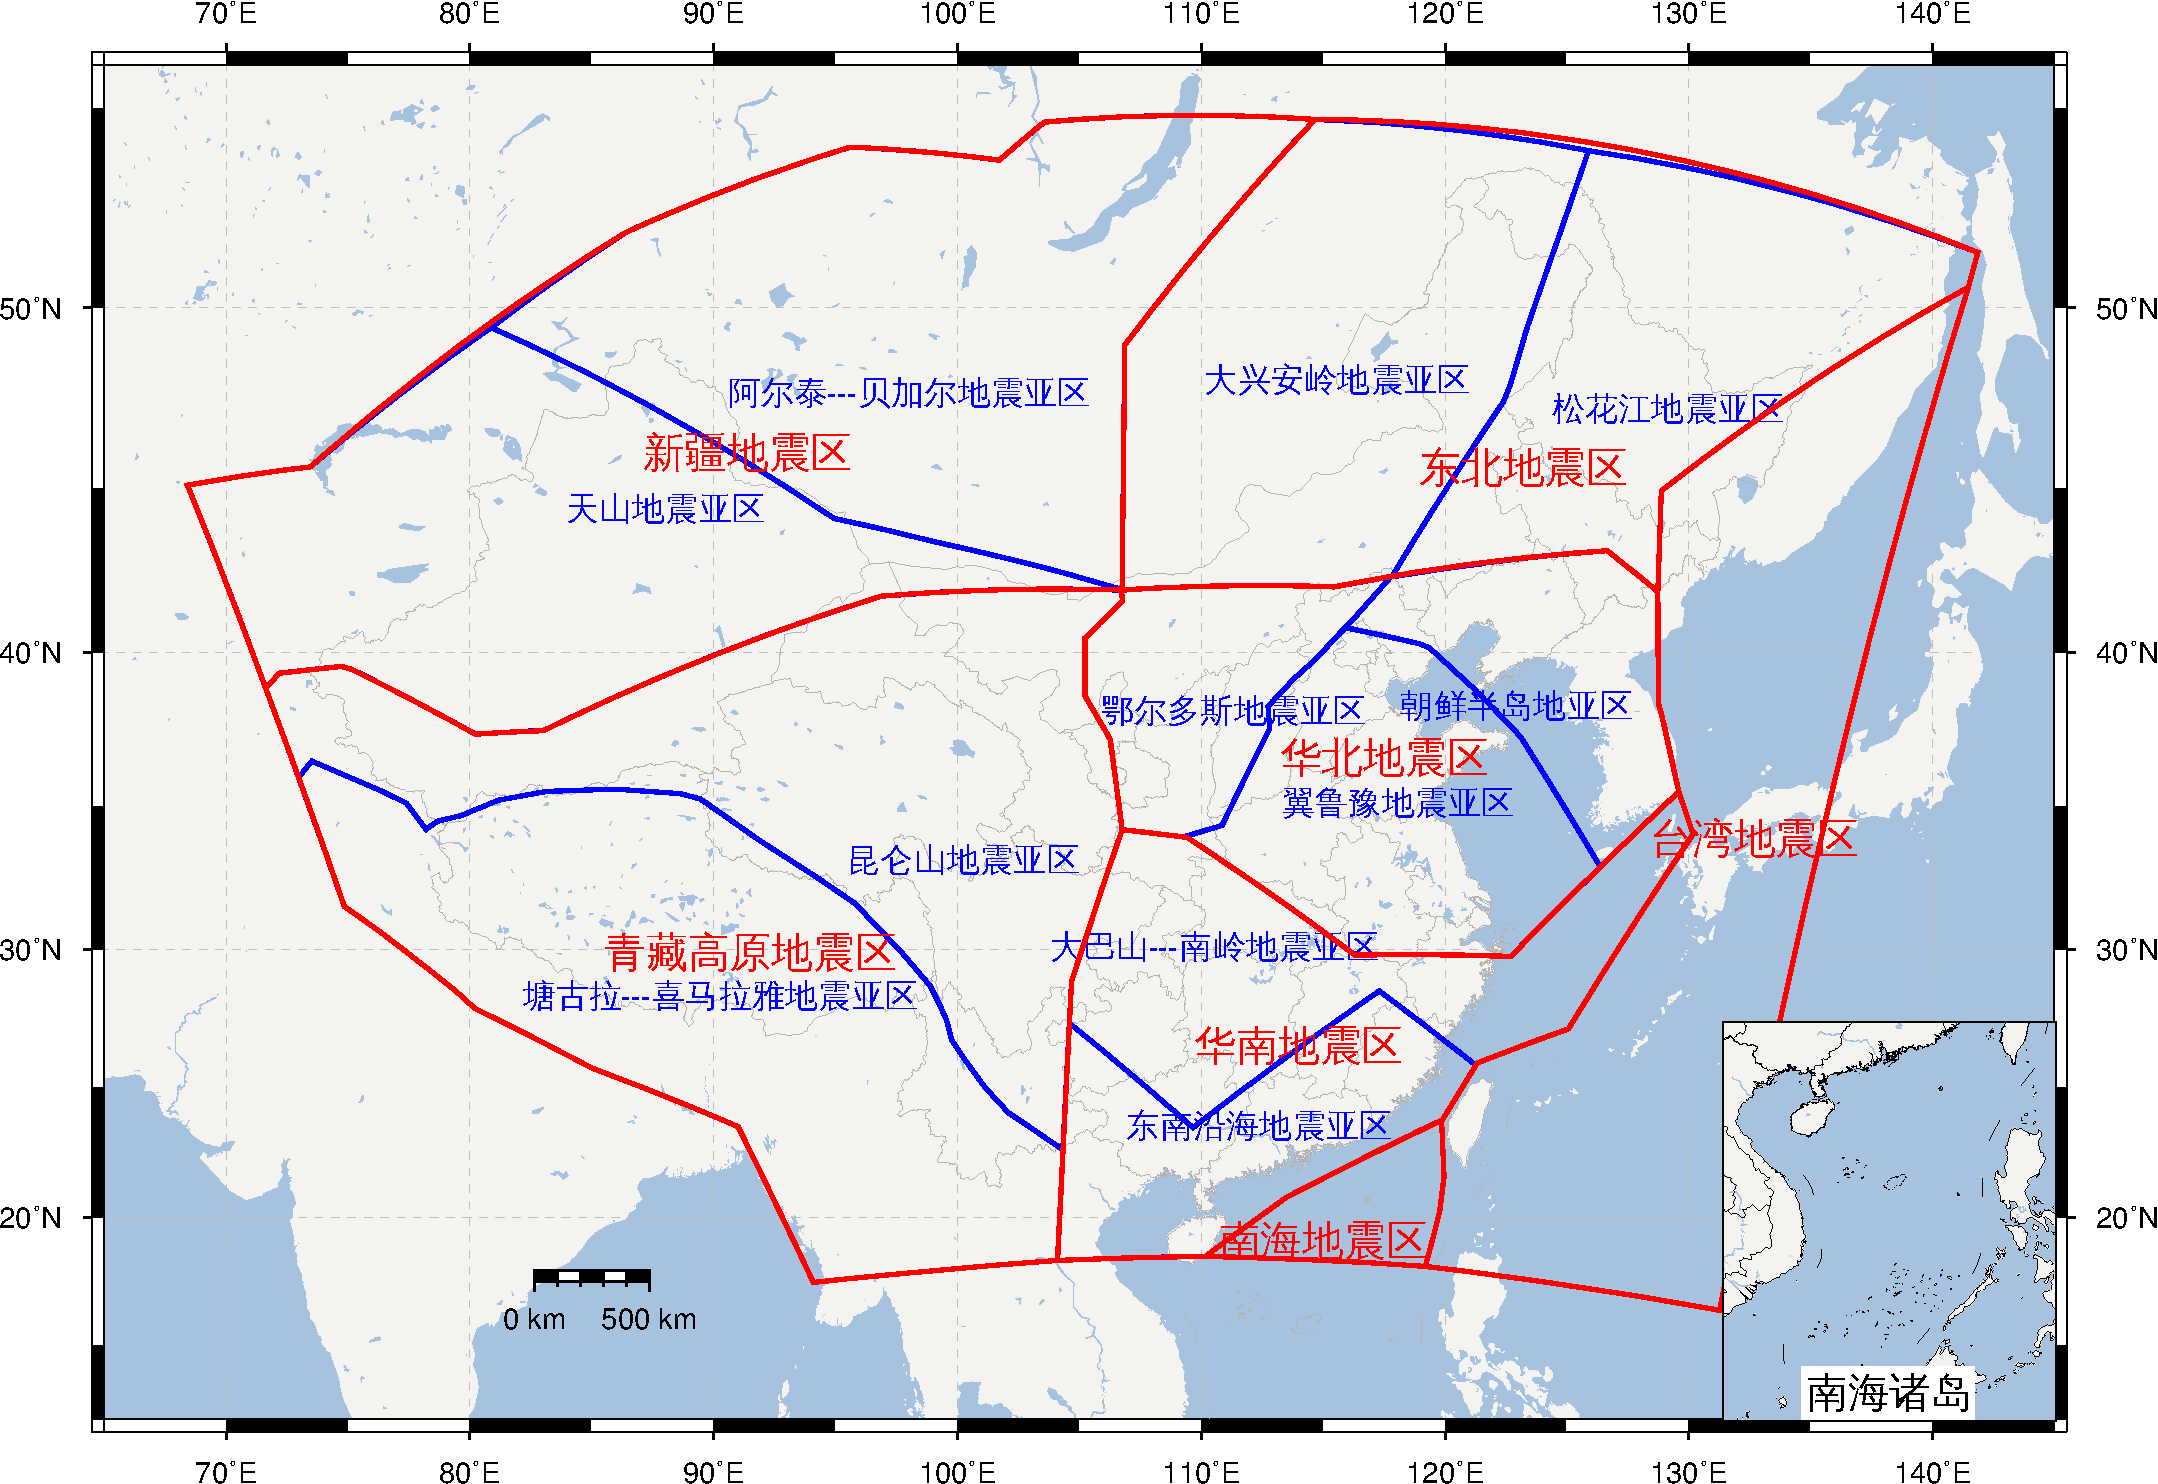 70°E 80°E 90°E 100°E 110°E 120°E 130°E 140°E
50°N 50°N
大兴安岭地震亚区
阿尔泰---贝加尔地震亚区
松花江地震亚区
新疆地震区
东北地震区
天山地震亚区
40°N 40°N
鄂尔多斯地震亚区
朝鲜半岛地亚区
华北地震区
翼鲁豫地震亚区
台湾地震区
昆仑山地震亚区
30°N 30°N
大巴山---南岭地震亚区
青藏高原地震区
塘古拉---喜马拉雅地震亚区
华南地震区
东南沿海地震亚区
20°N 20°N
南海地震区
0 km 500 km
南海诸岛
70°E 80°E 90°E 100°E 110°E 120°E 130°E 140°E